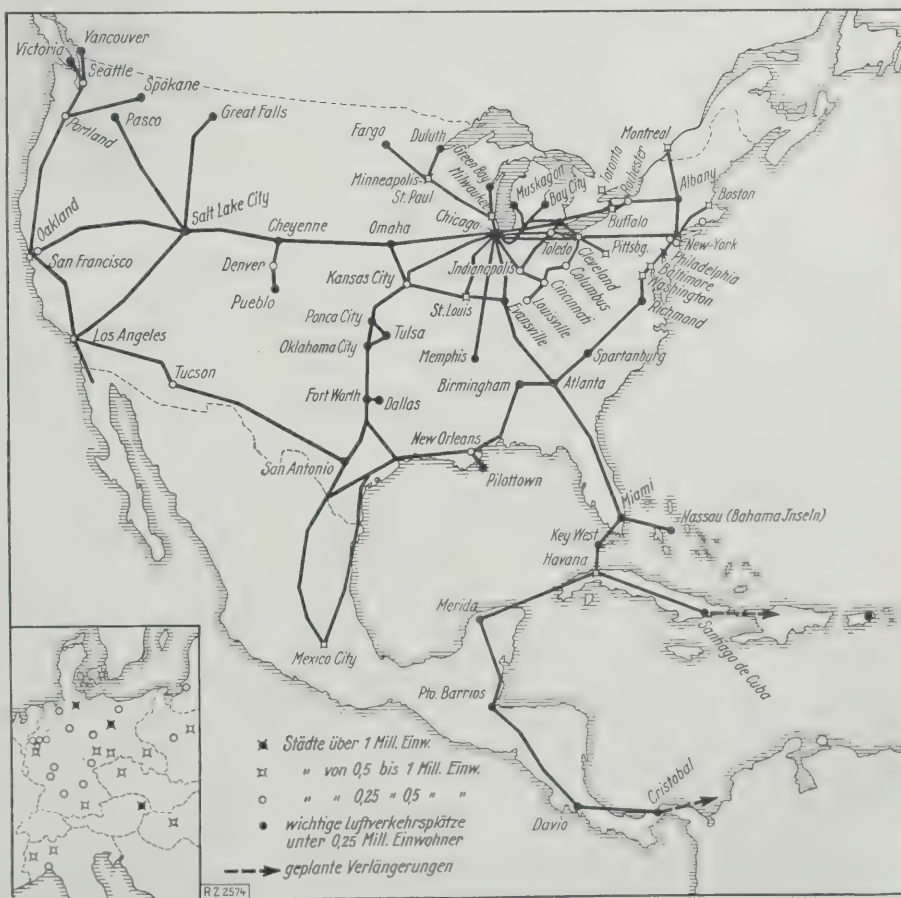 Vancouver
Victoria
Seattle
Spokane
Portland
Pasco
Great Falls
Fargo
Duluth
Green Bay
Milwaukee
Muskagon
Bay City
Minneapolis-
St. Paul
Toronto
Rochester
Montreal
Albany
Boston
Oakland
San Francisco
Salt Lake City
Cheyenne
Omaha
Chicago
Buffalo
Toledo
Pittsbg.
Cleveland
New-York
Denver
Pueblo
Kansas City
Indianapolis
Columbus
Cincinnati
Louisville
Philadelphia
Baltimore
Washington
Richmond
St. Louis
Evansville
Ponca City
Tulsa
Oklahoma City
Memphis
Spartanburg
Los Angeles
Tucson
Birmingham
Atlanta
Fort Worth
Dallas
New Orleans
San Antonio
Pilottown
Miami
Nassau (Bahama Jnseln)
Key West
Havana
Merida
Santiago de Cuba
Mexico City
Pto. Barrios
Cristobal
Davio
Städte über 1 Mill. Einw.
" von 0,5 bis 1 Mill. Einw.
" " 0,25 " 0,5 " "
wichtige Luftverkehrsplätze
unter 0,25 Mill. Einwohner
geplante Verlängerungen
RZ 2574